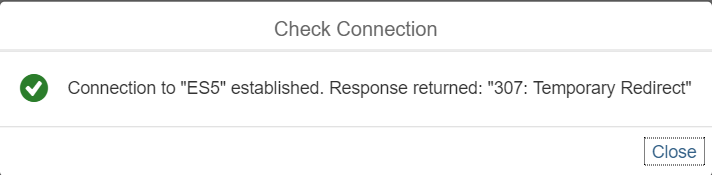 Check Connection
Connection to "ES5" established. Response returned: "307: Temporary Redirect"
Close